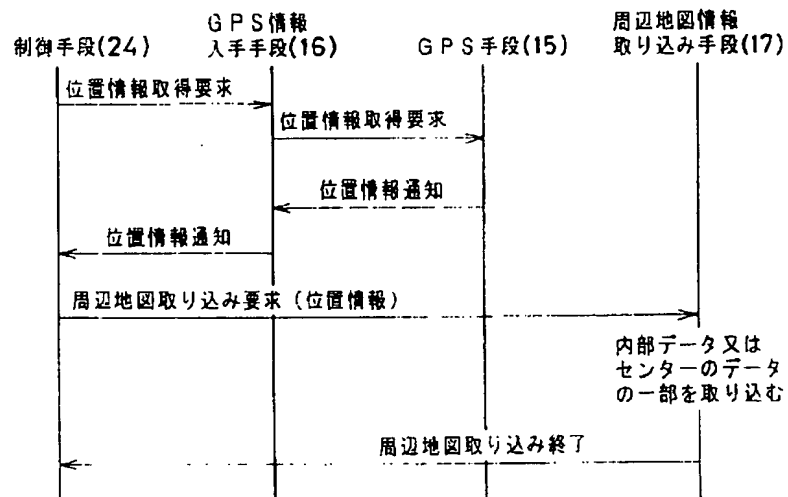 制御手段(24)
GPS情報
入手手段(16)
GPS手段(15)
周辺地図情報
取り込み手段(17)
位置情報取得要求
位置情報取得要求
位置情報通知
位置情報通知
周辺地図取り込み要求(位置情報)
内部データ又は
センターのデータ
の一部を取り込む
周辺地図取り込み終了